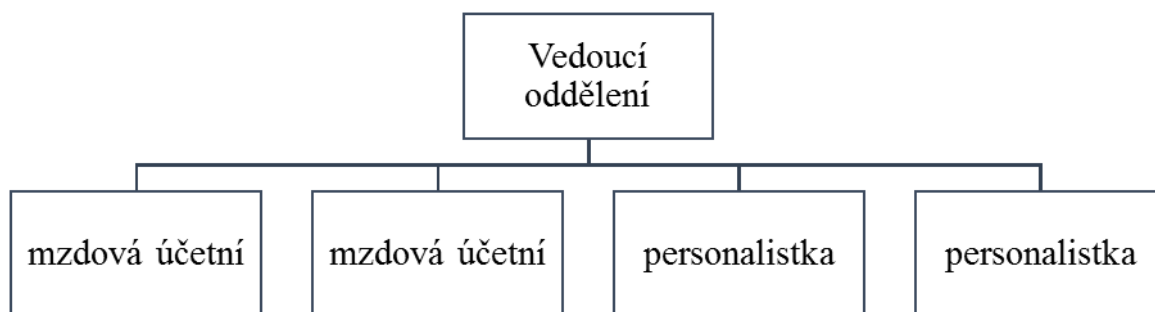 Vedoucí
oddělení
mzdová účetní
mzdová účetní
personalistka
personalistka